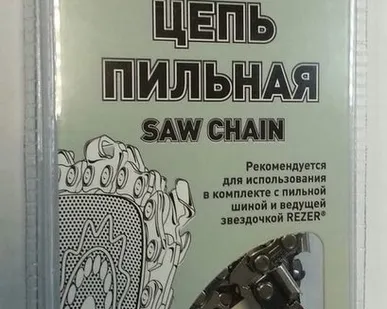 ЦЕПЬ
ПИЛЬНАЯ
SAW CHAIN
Рекомендуется
для использования
в комплекте с пильной
шиной и ведущей
звездочкой REZER®